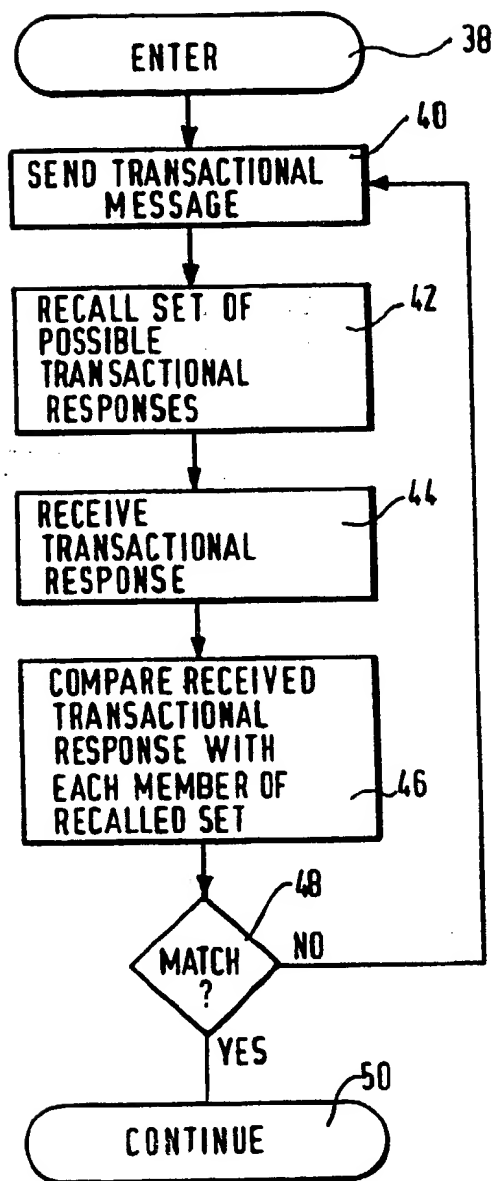 ENTER
38
40
SEND TRANSACTIONAL
MESSAGE
42
RECALL SET OF
POSSIBLE
TRANSACTIONAL
RESPONSES
44
RECEIVE
TRANSACTIONAL
RESPONSE
COMPARE RECEIVED
TRANSACTIONAL
RESPONSE WITH
EACH MEMBER OF
RECALLED SET
46
48
MATCH
?
NO
YES
50
CONTINUE